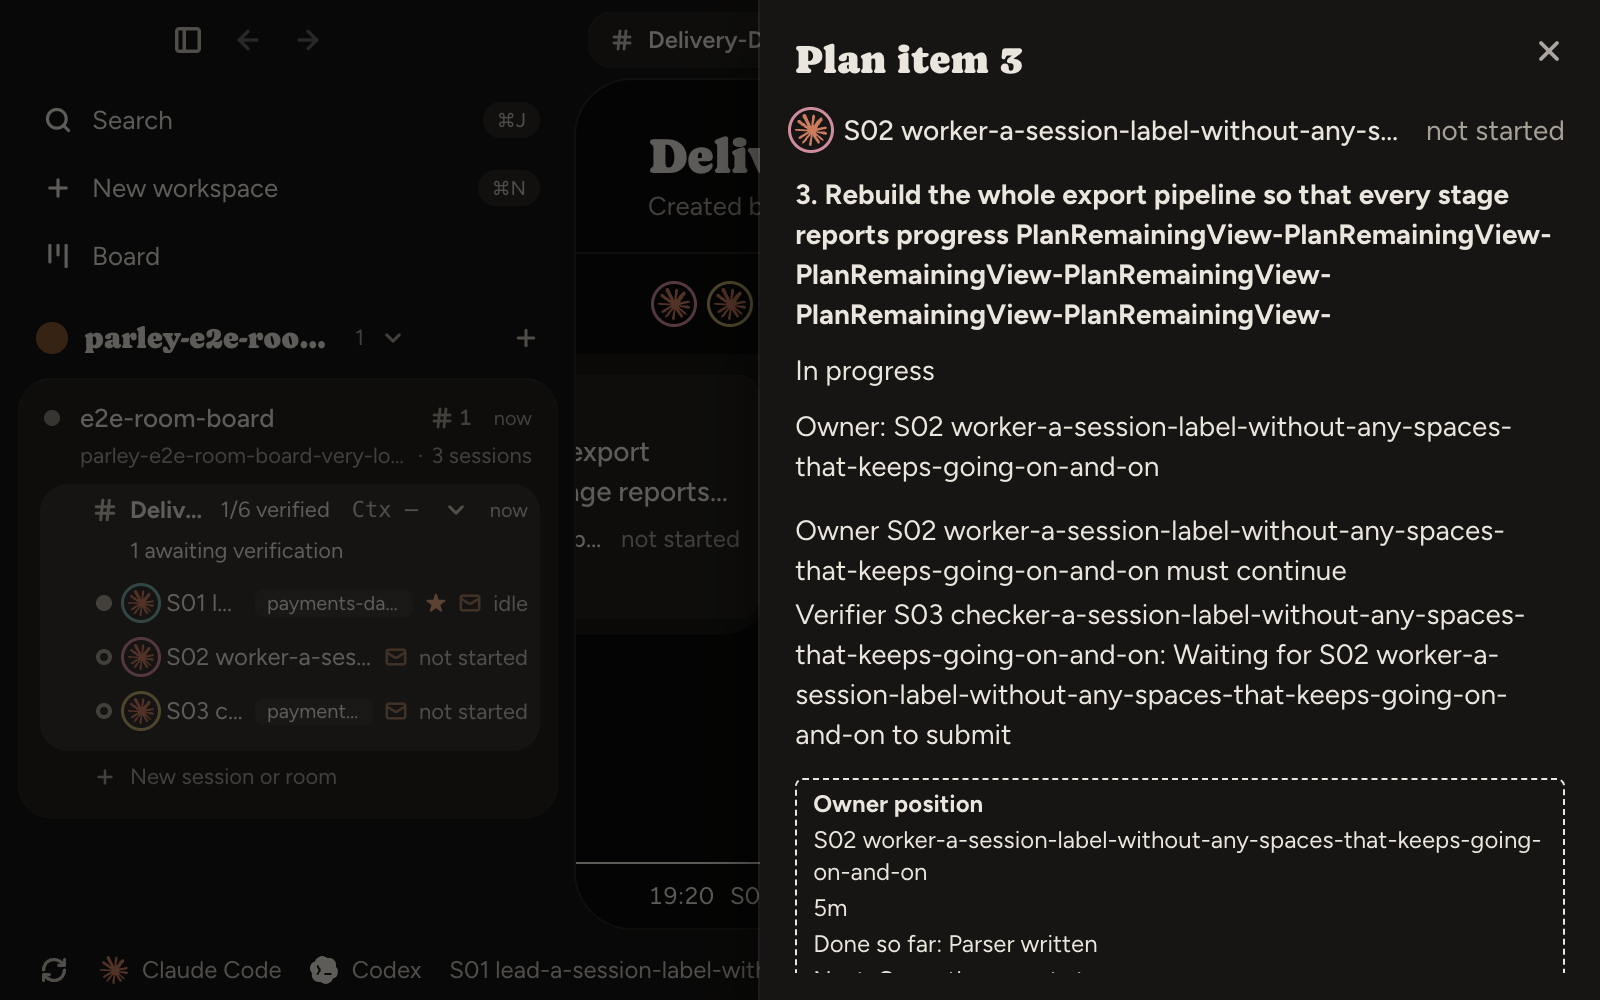 # Delivery-D
Search ⌘J
New workspace ⌘N
Board
parley-e2e-roo... 1
e2e-room-board # 1 now
parley-e2e-room-board-very-lo... · 3 sessions
# Deliv... 1/6 verified Ctx – now
1 awaiting verification
S01 l... payments-da... idle
S02 worker-a-ses... not started
S03 c... payment... not started
New session or room
Claude Code Codex S01 lead-a-session-label-with
Deliv
Created b
export
ge reports...
... not started
19:20 S0
Plan item 3
S02 worker-a-session-label-without-any-s... not started
3. Rebuild the whole export pipeline so that every stage
reports progress PlanRemainingView-PlanRemainingView-
PlanRemainingView-PlanRemainingView-
PlanRemainingView-PlanRemainingView-
In progress
Owner: S02 worker-a-session-label-without-any-spaces-
that-keeps-going-on-and-on
Owner S02 worker-a-session-label-without-any-spaces-
that-keeps-going-on-and-on must continue
Verifier S03 checker-a-session-label-without-any-spaces-
that-keeps-going-on-and-on: Waiting for S02 worker-a-
session-label-without-any-spaces-that-keeps-going-on-
and-on to submit
Owner position
S02 worker-a-session-label-without-any-spaces-that-keeps-going-
on-and-on
5m
Done so far: Parser written